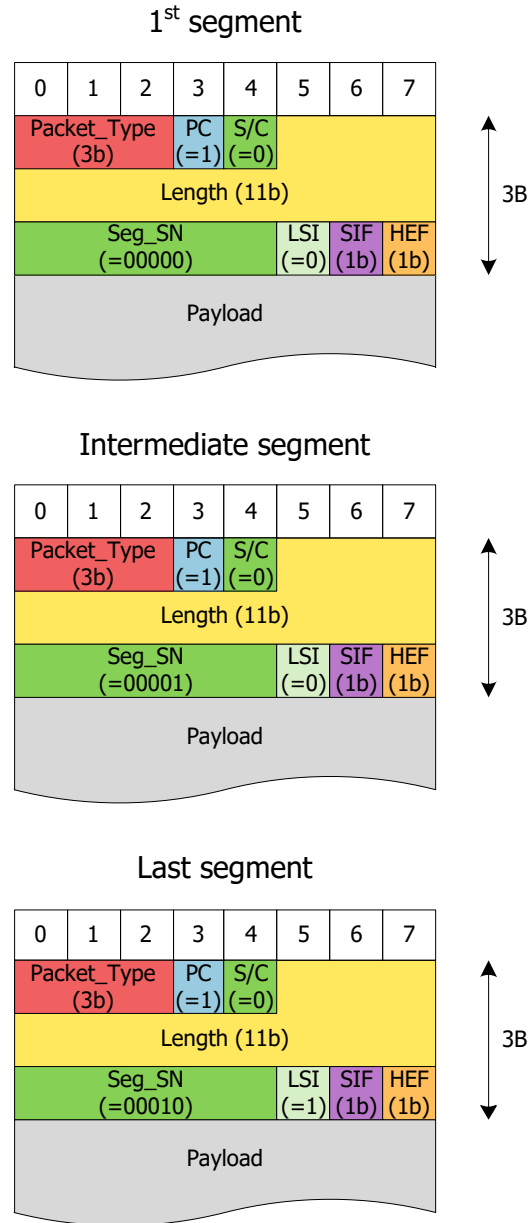 1st segment
0 1 2 3 4 5 6 7
Packet_Type PC S/C
(3b) (=1) (=0)
Length (11b)
3B
Seg_SN LSI SIF HEF
(=00000) (=0) (1b) (1b)
Payload
Intermediate segment
0 1 2 3 4 5 6 7
Packet_Type PC S/C
(3b) (=1) (=0)
Length (11b)
3B
Seg_SN LSI SIF HEF
(=00001) (=0) (1b) (1b)
Payload
Last segment
0 1 2 3 4 5 6 7
Packet_Type PC S/C
(3b) (=1) (=0)
Length (11b)
3B
Seg_SN LSI SIF HEF
(=00010) (=1) (1b) (1b)
Payload